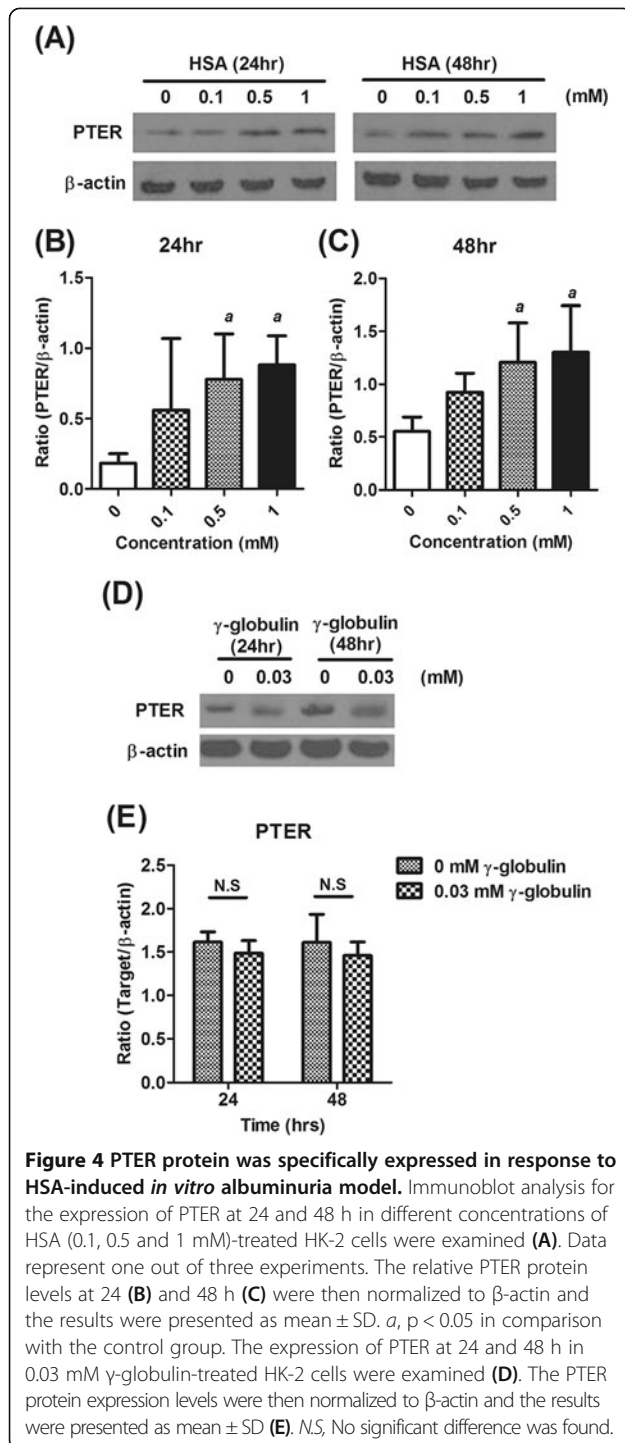 (A)
HSA (24hr) HSA (48hr)
0 0.1 0.5 1 0 0.1 0.5 1 (mM)
PTER
β-actin
(B) 24hr
Ratio (PTER/β-actin)
1.5
1.0
0.5
0.0
a a
0 0.1 0.5 1
Concentration (mM)
(C) 48hr
Ratio (PTER/β-actin)
2.0
1.5
1.0
0.5
0.0
a a
0 0.1 0.5 1
Concentration (mM)
(D)
γ-globulin γ-globulin
(24hr) (48hr)
0 0.03 0 0.03 (mM)
PTER
β-actin
(E) PTER
Ratio (Target/β-actin)
2.5
2.0
1.5
1.0
0.5
0.0
N.S N.S
24 48
Time (hrs)
0 mM γ-globulin
0.03 mM γ-globulin
Figure 4 PTER protein was specifically expressed in response to
HSA-induced in vitro albuminuria model. Immunoblot analysis for
the expression of PTER at 24 and 48 h in different concentrations of
HSA (0.1, 0.5 and 1 mM)-treated HK-2 cells were examined (A). Data
represent one out of three experiments. The relative PTER protein
levels at 24 (B) and 48 h (C) were then normalized to β-actin and
the results were presented as mean ± SD. a, p < 0.05 in comparison
with the control group. The expression of PTER at 24 and 48 h in
0.03 mM γ-globulin-treated HK-2 cells were examined (D). The PTER
protein expression levels were then normalized to β-actin and the results
were presented as mean ± SD (E). N.S, No significant difference was found.